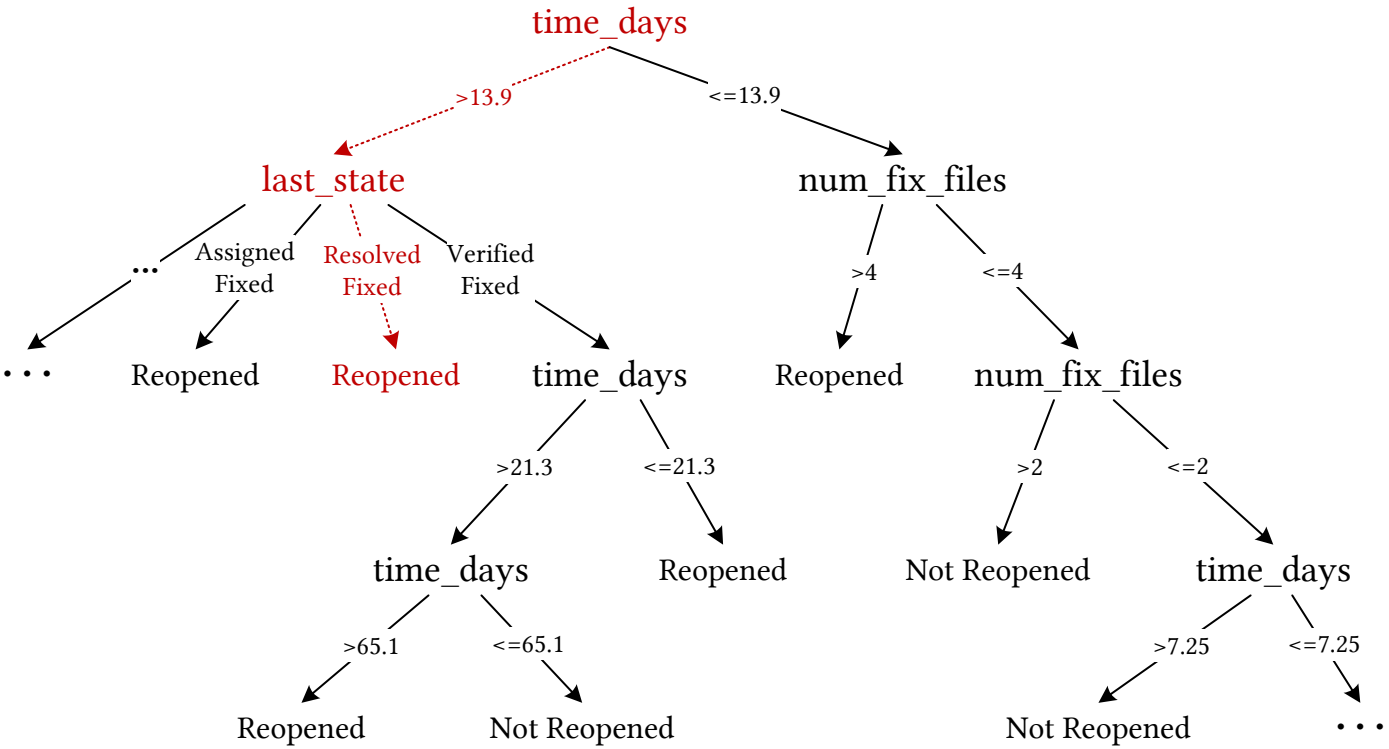 time_days
>13.9
<=13.9
last_state
num_fix_files
...
Assigned
Fixed
Resolved
Fixed
Verified
Fixed
>4
<=4
...
Reopened
Reopened
time_days
Reopened
num_fix_files
>21.3
<=21.3
>2
<=2
time_days
Reopened
Not Reopened
time_days
>65.1
<=65.1
>7.25
<=7.25
Reopened
Not Reopened
Not Reopened
...